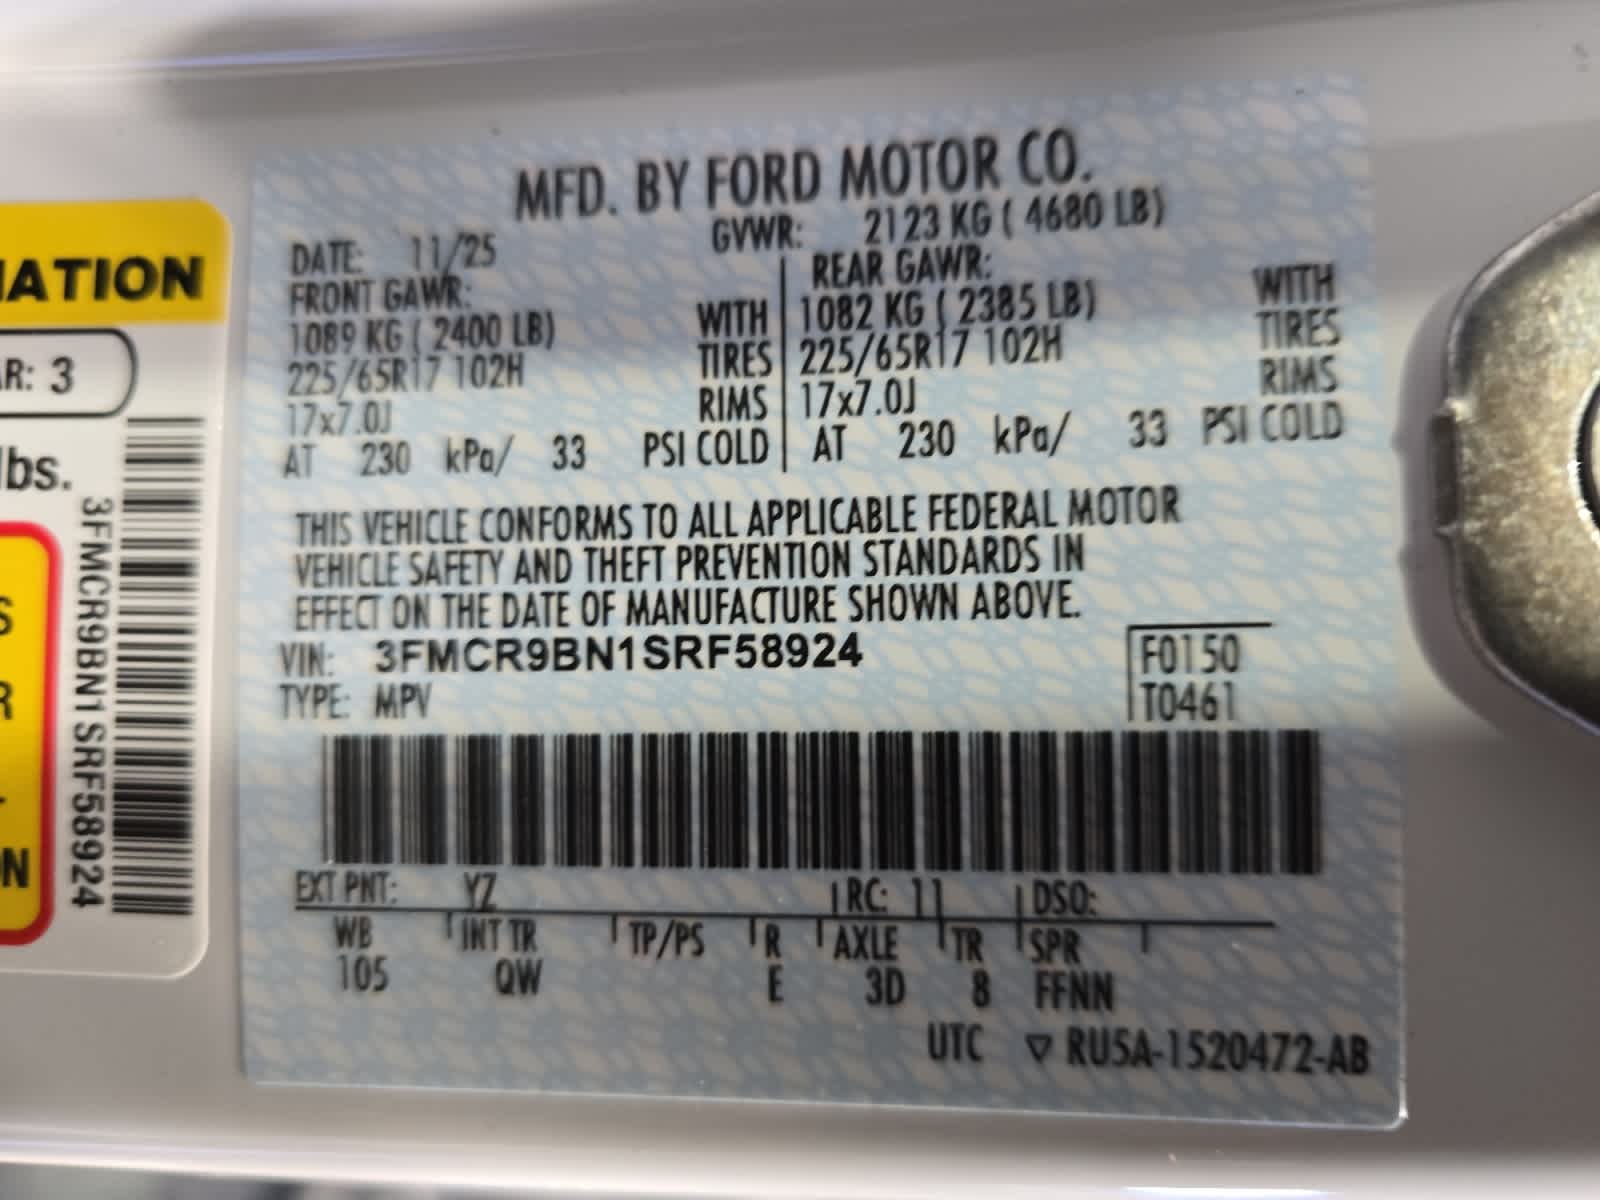 MFD. BY FORD MOTOR CO.
DATE: 11/25 GVWR: 2123 KG ( 4680 LB)
FRONT GAWR: REAR GAWR:
1089 KG ( 2400 LB) WITH 1082 KG ( 2385 LB) WITH
225/65R17 102H TIRES 225/65R17 102H TIRES
17x7.0J RIMS 17x7.0J RIMS
AT 230 kPa/ 33 PSI COLD AT 230 kPa/ 33 PSI COLD
THIS VEHICLE CONFORMS TO ALL APPLICABLE FEDERAL MOTOR
VEHICLE SAFETY AND THEFT PREVENTION STANDARDS IN
EFFECT ON THE DATE OF MANUFACTURE SHOWN ABOVE.
VIN: 3FMCR9BN1SRF58924 F0150
TYPE: MPV T0461
EXT PNT: YZ RC: 11 DSO:
WB INT TR TP/PS R AXLE TR SPR
105 QW E 3D 8 FFNN
UTC ▽ RU5A-1520472-AB
R: 3
lbs.
3FMCR9BN1SRF58924